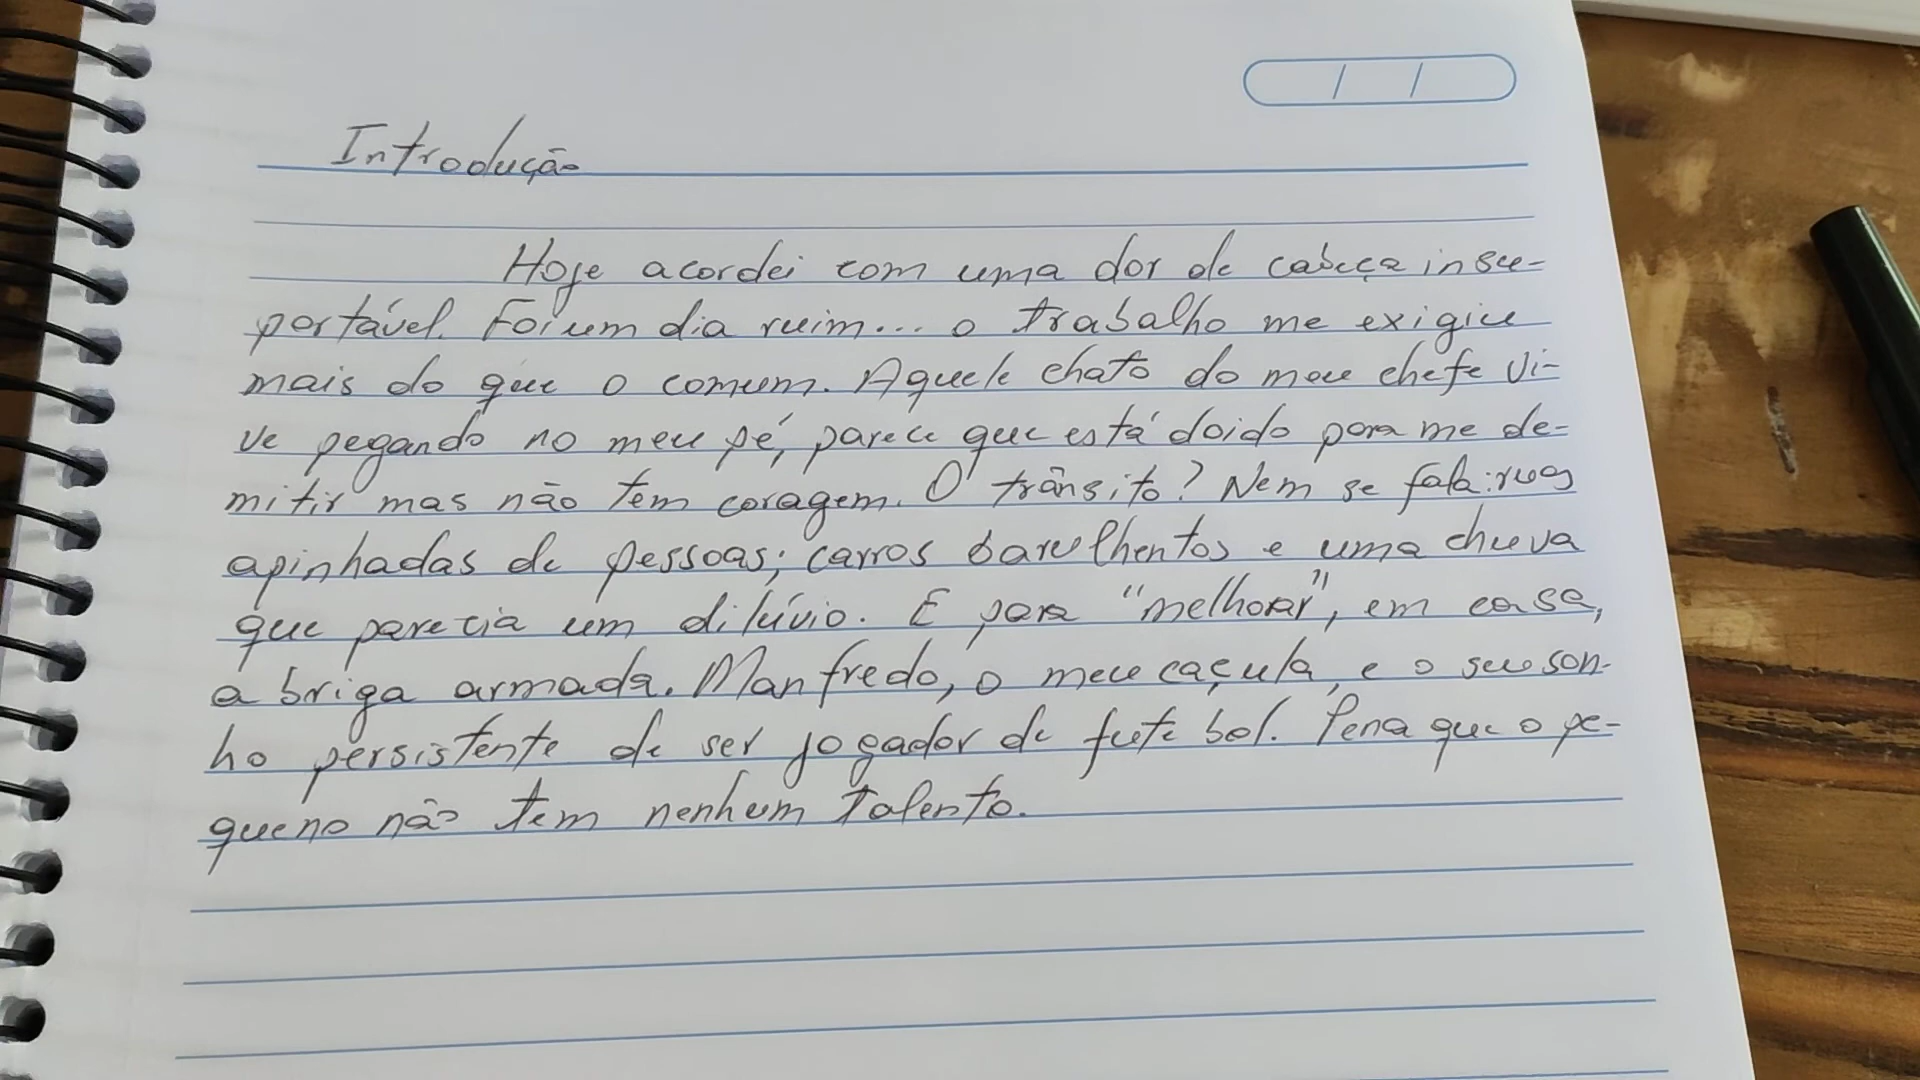 Introdução
Hoje acordei com uma dor de cabeça insu-
portável. Foi um dia ruim... o trabalho me exigiu
mais do que o comum. Aquele chato do meu chefe vi-
ve pegando no meu pé, parece que está doido para me de-
mitir mas não tem coragem. O trânsito? Nem se fala: ruas
apinhadas de pessoas; carros barulhentos e uma chuva
que parecia um dilúvio. E para "melhorar", em casa,
a briga armada. Manfredo, o meu caçula, e o seu son-
ho persistente de ser jogador de futebol. Pena que o pe-
queno não tem nenhum talento.